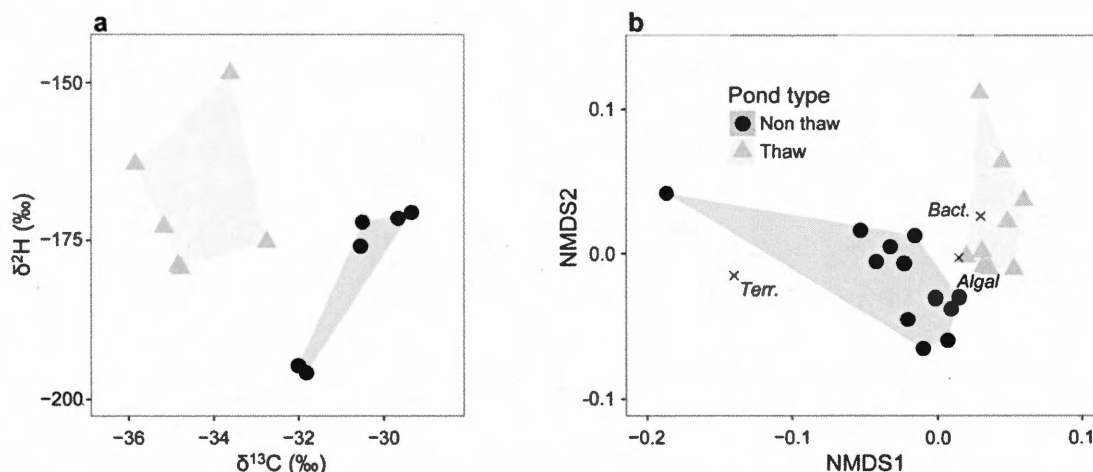 a
−150
−175
−200
δ²H (‰)
−36
−34
−32
−30
δ¹³C (‰)
b
Pond type
Non thaw
Thaw
Bact.
Algal
Terr.
0.1
0.0
-0.1
NMDS2
−0.2
−0.1
0.0
0.1
NMDS1